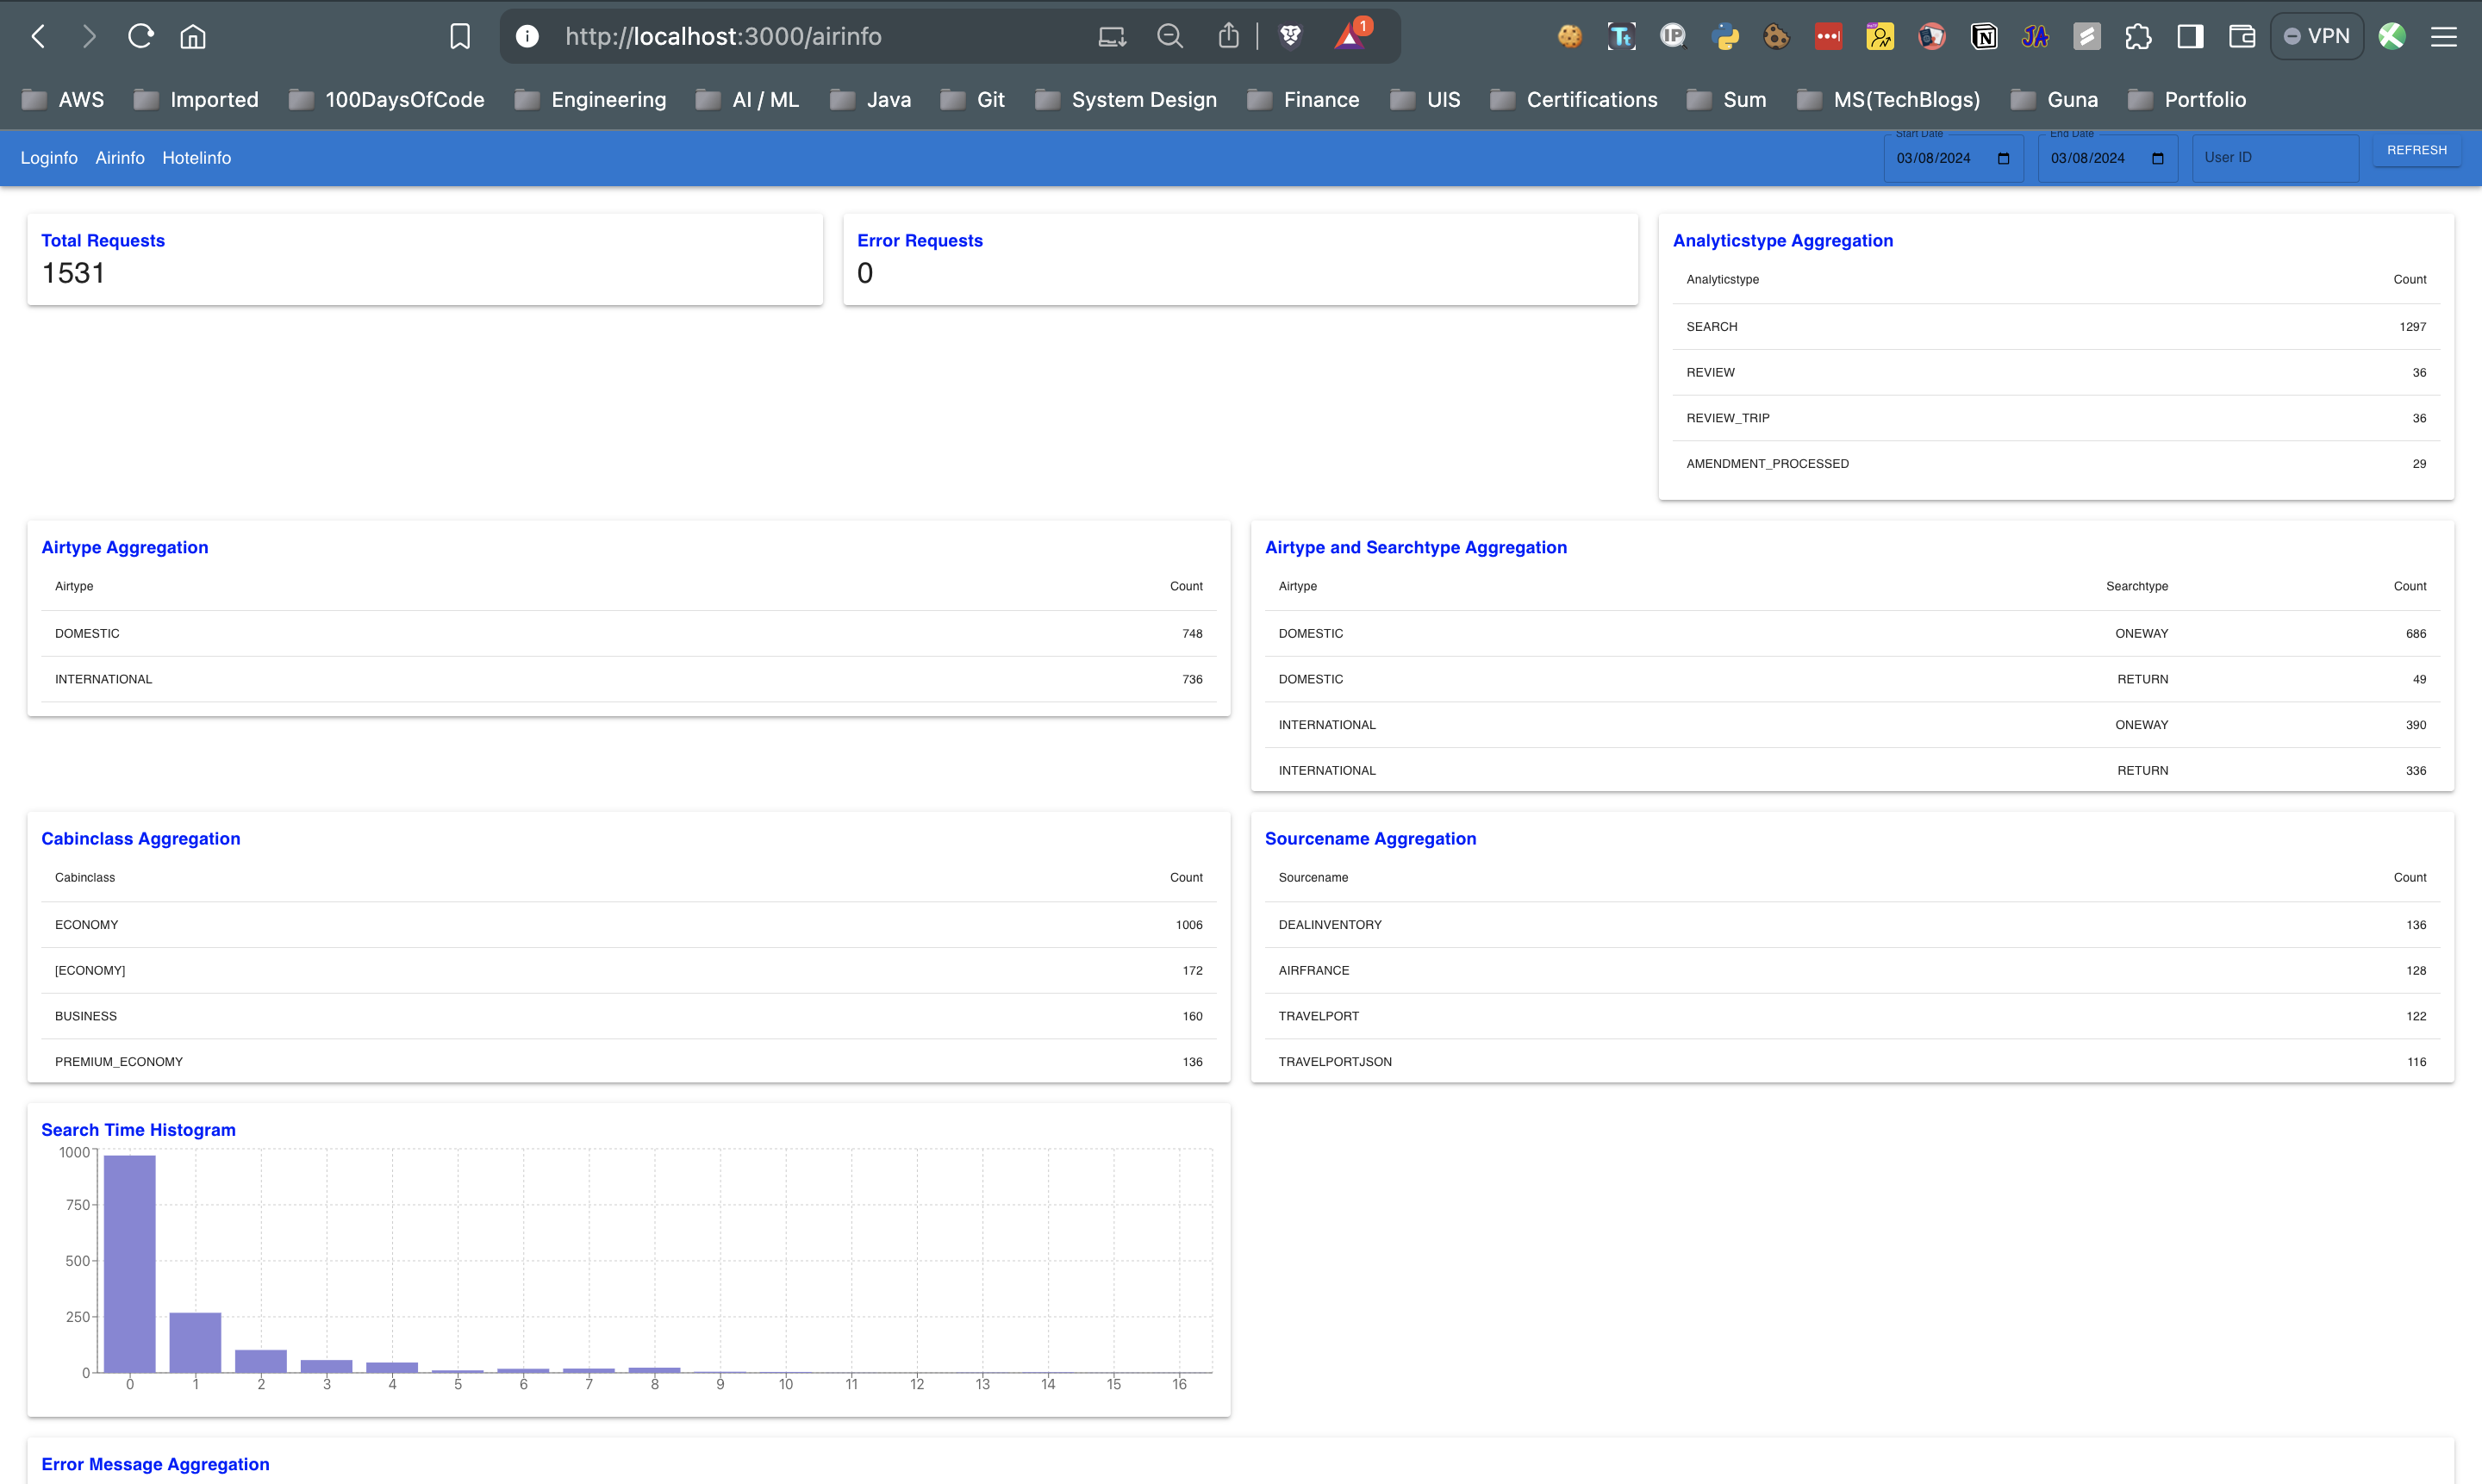 http://localhost:3000/airinfo
1
Tt
IP
N
JA
VPN
AWS Imported 100DaysOfCode Engineering AI / ML Java Git System Design Finance UIS Certifications Sum MS(TechBlogs) Guna Portfolio
Loginfo Airinfo Hotelinfo
Start Date
03/08/2024
End Date
03/08/2024
User ID
REFRESH
Total Requests
1531
Error Requests
0
Analyticstype Aggregation
Analyticstype Count
SEARCH 1297
REVIEW 36
REVIEW_TRIP 36
AMENDMENT_PROCESSED 29
Airtype Aggregation
Airtype Count
DOMESTIC 748
INTERNATIONAL 736
Airtype and Searchtype Aggregation
Airtype Searchtype Count
DOMESTIC ONEWAY 686
DOMESTIC RETURN 49
INTERNATIONAL ONEWAY 390
INTERNATIONAL RETURN 336
Cabinclass Aggregation
Cabinclass Count
ECONOMY 1006
[ECONOMY] 172
BUSINESS 160
PREMIUM_ECONOMY 136
Sourcename Aggregation
Sourcename Count
DEALINVENTORY 136
AIRFRANCE 128
TRAVELPORT 122
TRAVELPORTJSON 116
Search Time Histogram
1000
750
500
250
0
0 1 2 3 4 5 6 7 8 9 10 11 12 13 14 15 16
Error Message Aggregation